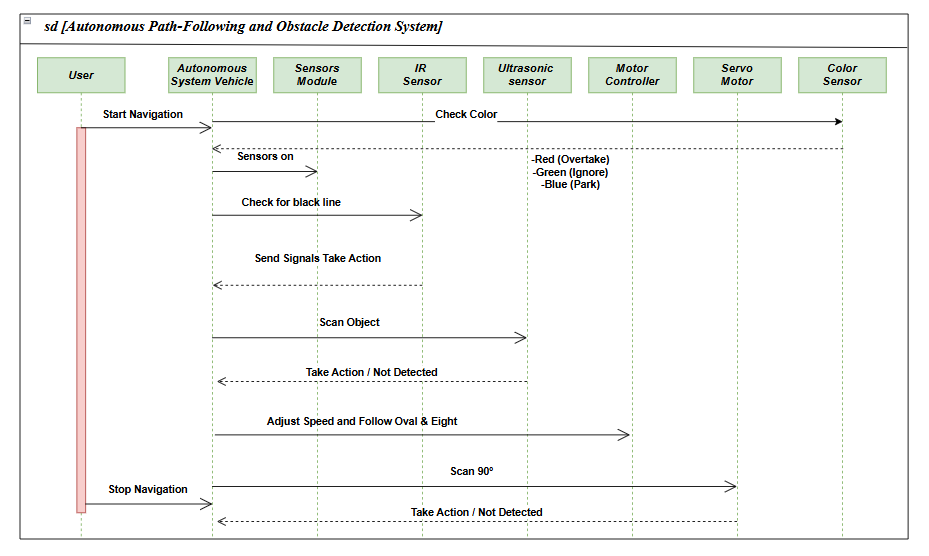 sd [Autonomous Path-Following and Obstacle Detection System]
User
Autonomous
System Vehicle
Sensors
Module
IR
Sensor
Ultrasonic
sensor
Motor
Controller
Servo
Motor
Color
Sensor
Start Navigation
Check Color
Sensors on
-Red (Overtake)
-Green (Ignore)
-Blue (Park)
Check for black line
Send Signals Take Action
Scan Object
Take Action / Not Detected
Adjust Speed and Follow Oval & Eight
Scan 90º
Stop Navigation
Take Action / Not Detected